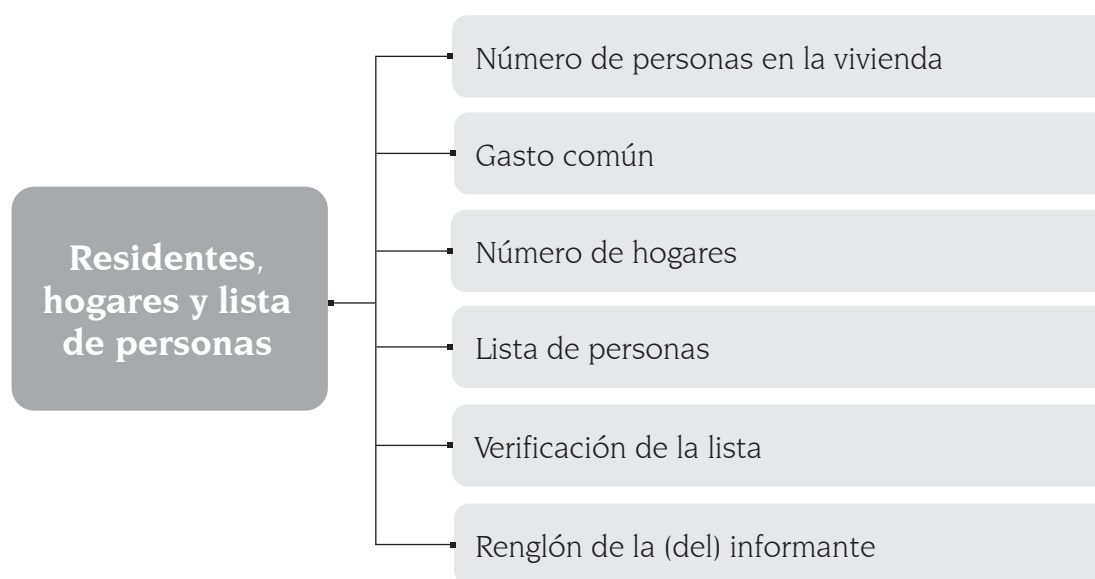 Residentes,
hogares y lista
de personas
Número de personas en la vivienda
Gasto común
Número de hogares
Lista de personas
Verificación de la lista
Renglón de la (del) informante